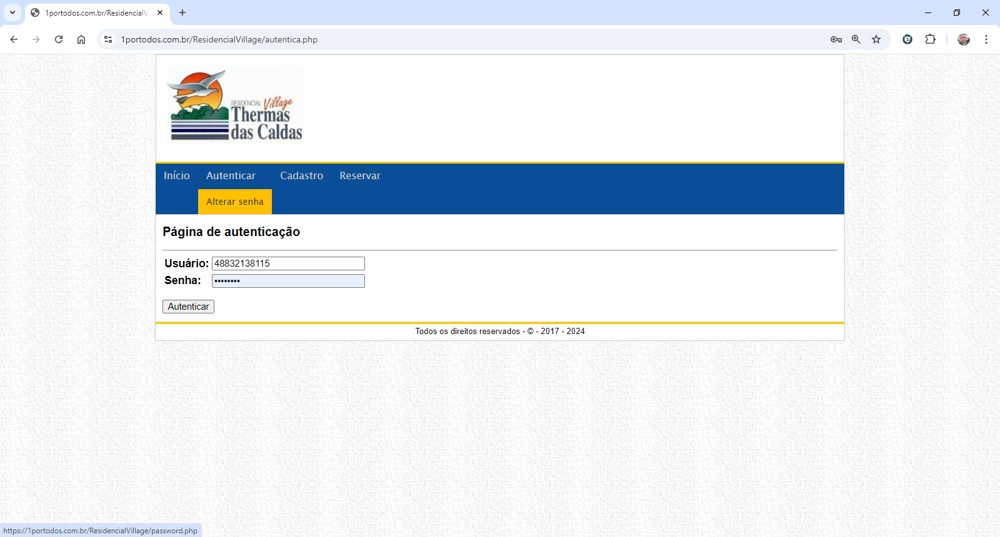 1portodos.com.br/ResidencialV
1portodos.com.br/ResidencialVillage/autentica.php
RESIDENCIAL Village
Thermas
das Caldas
Início Autenticar Cadastro Reservar
Alterar senha
Página de autenticação
Usuário: 48832138115
Senha: ••••••••
Autenticar
Todos os direitos reservados - © - 2017 - 2024
https://1portodos.com.br/ResidencialVillage/password.php